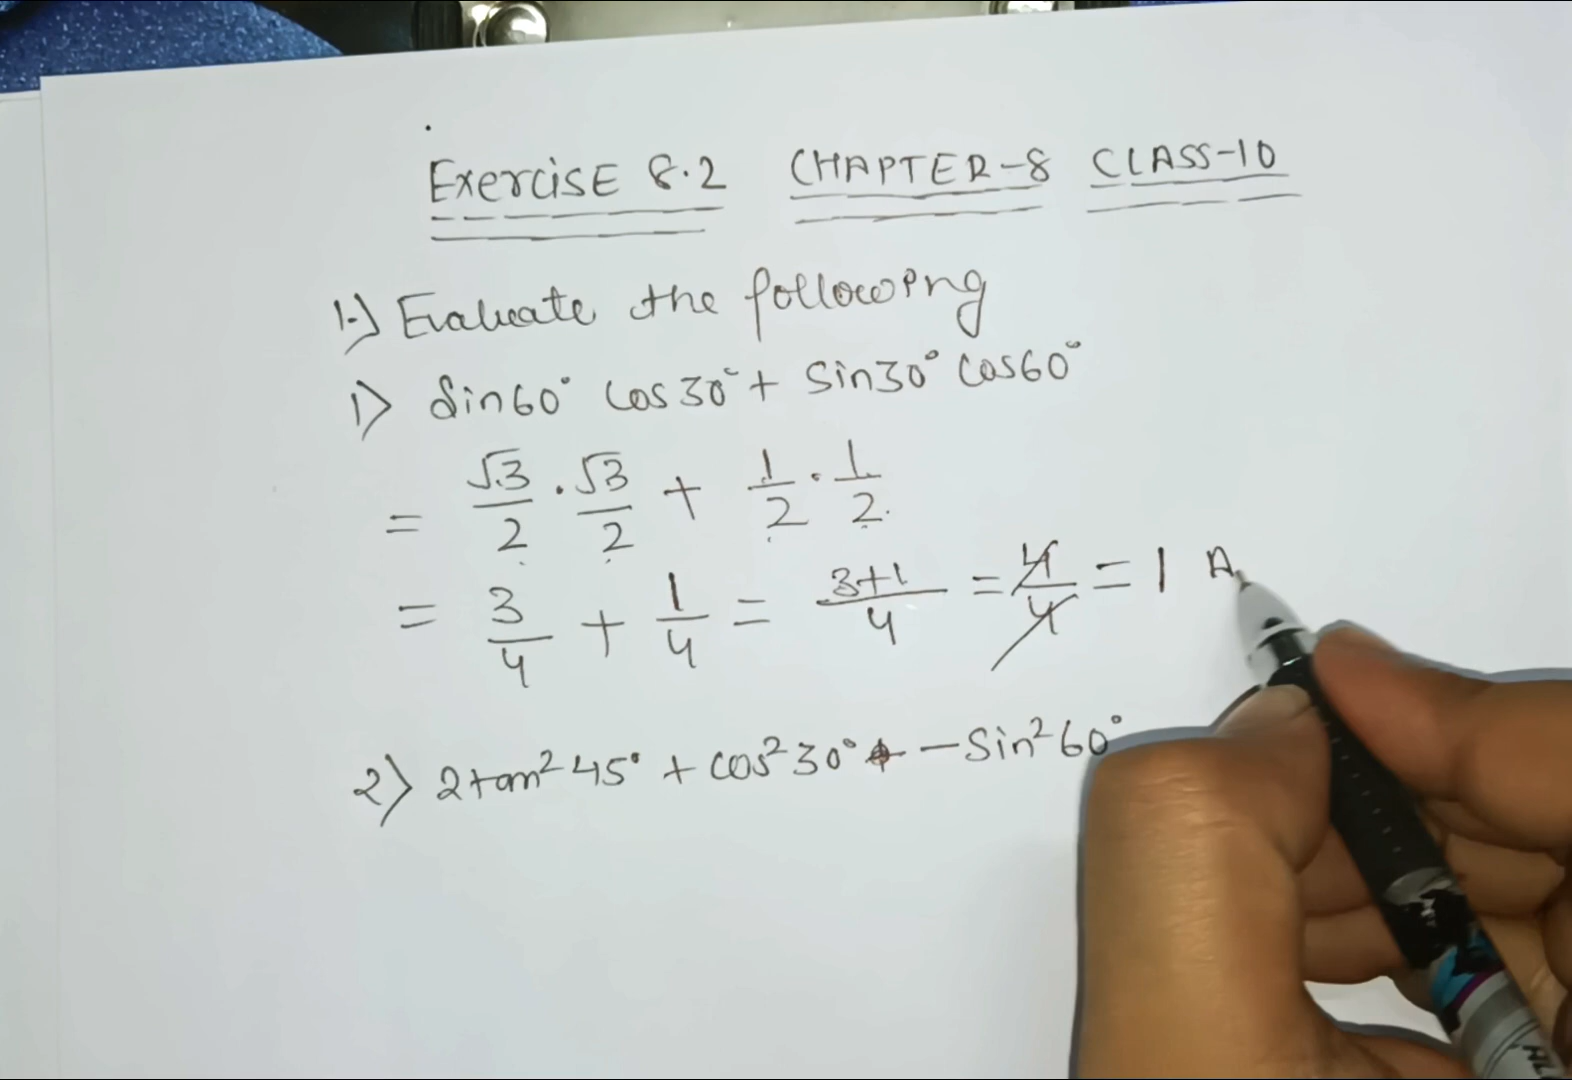 Exercise 8.2 CHAPTER-8 CLASS-10
1.) Evaluate the following
1) Sin60° Cos30° + Sin30° Cos60°
= √3/2 . √3/2 + 1/2 . 1/2
= 3/4 + 1/4 = 3+1/4 = 4/4 = 1 A
2) 2tan²45° + cos²30° - Sin²60°